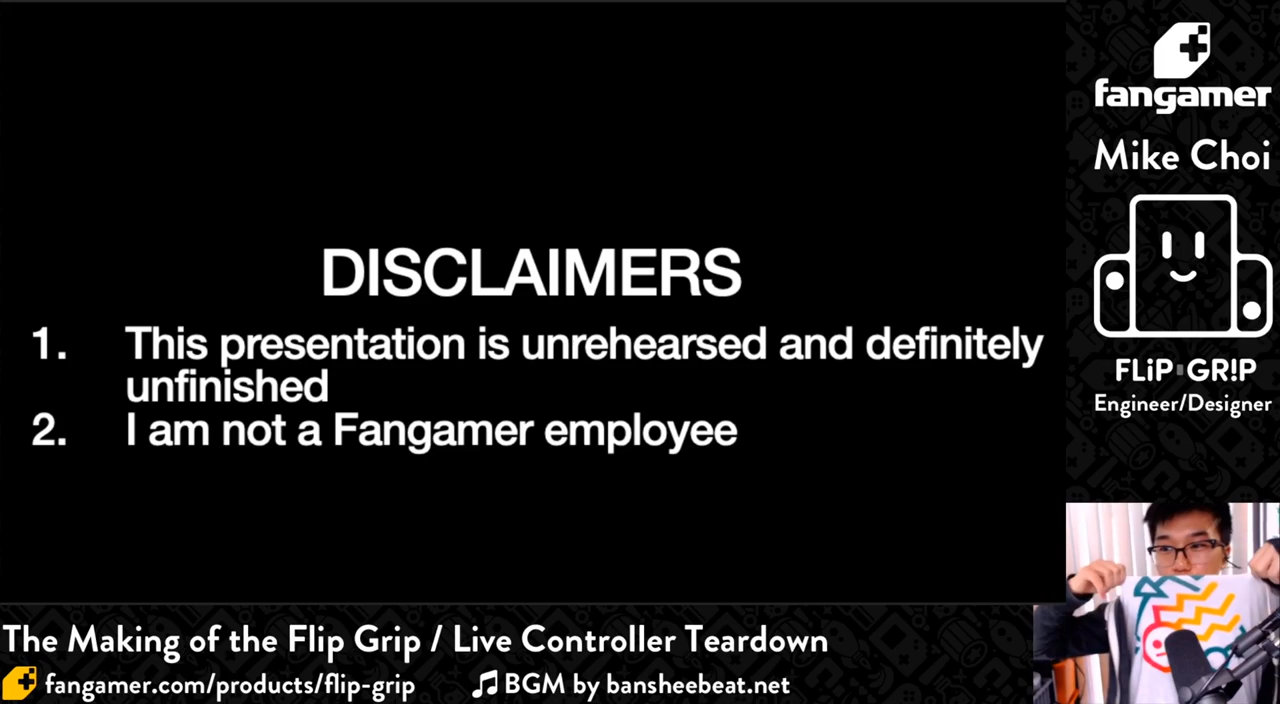 DISCLAIMERS
1. This presentation is unrehearsed and definitely
unfinished
2. I am not a Fangamer employee
fangamer
Mike Choi
FLiP GR!P
Engineer/Designer
The Making of the Flip Grip / Live Controller Teardown
fangamer.com/products/flip-grip
BGM by bansheebeat.net